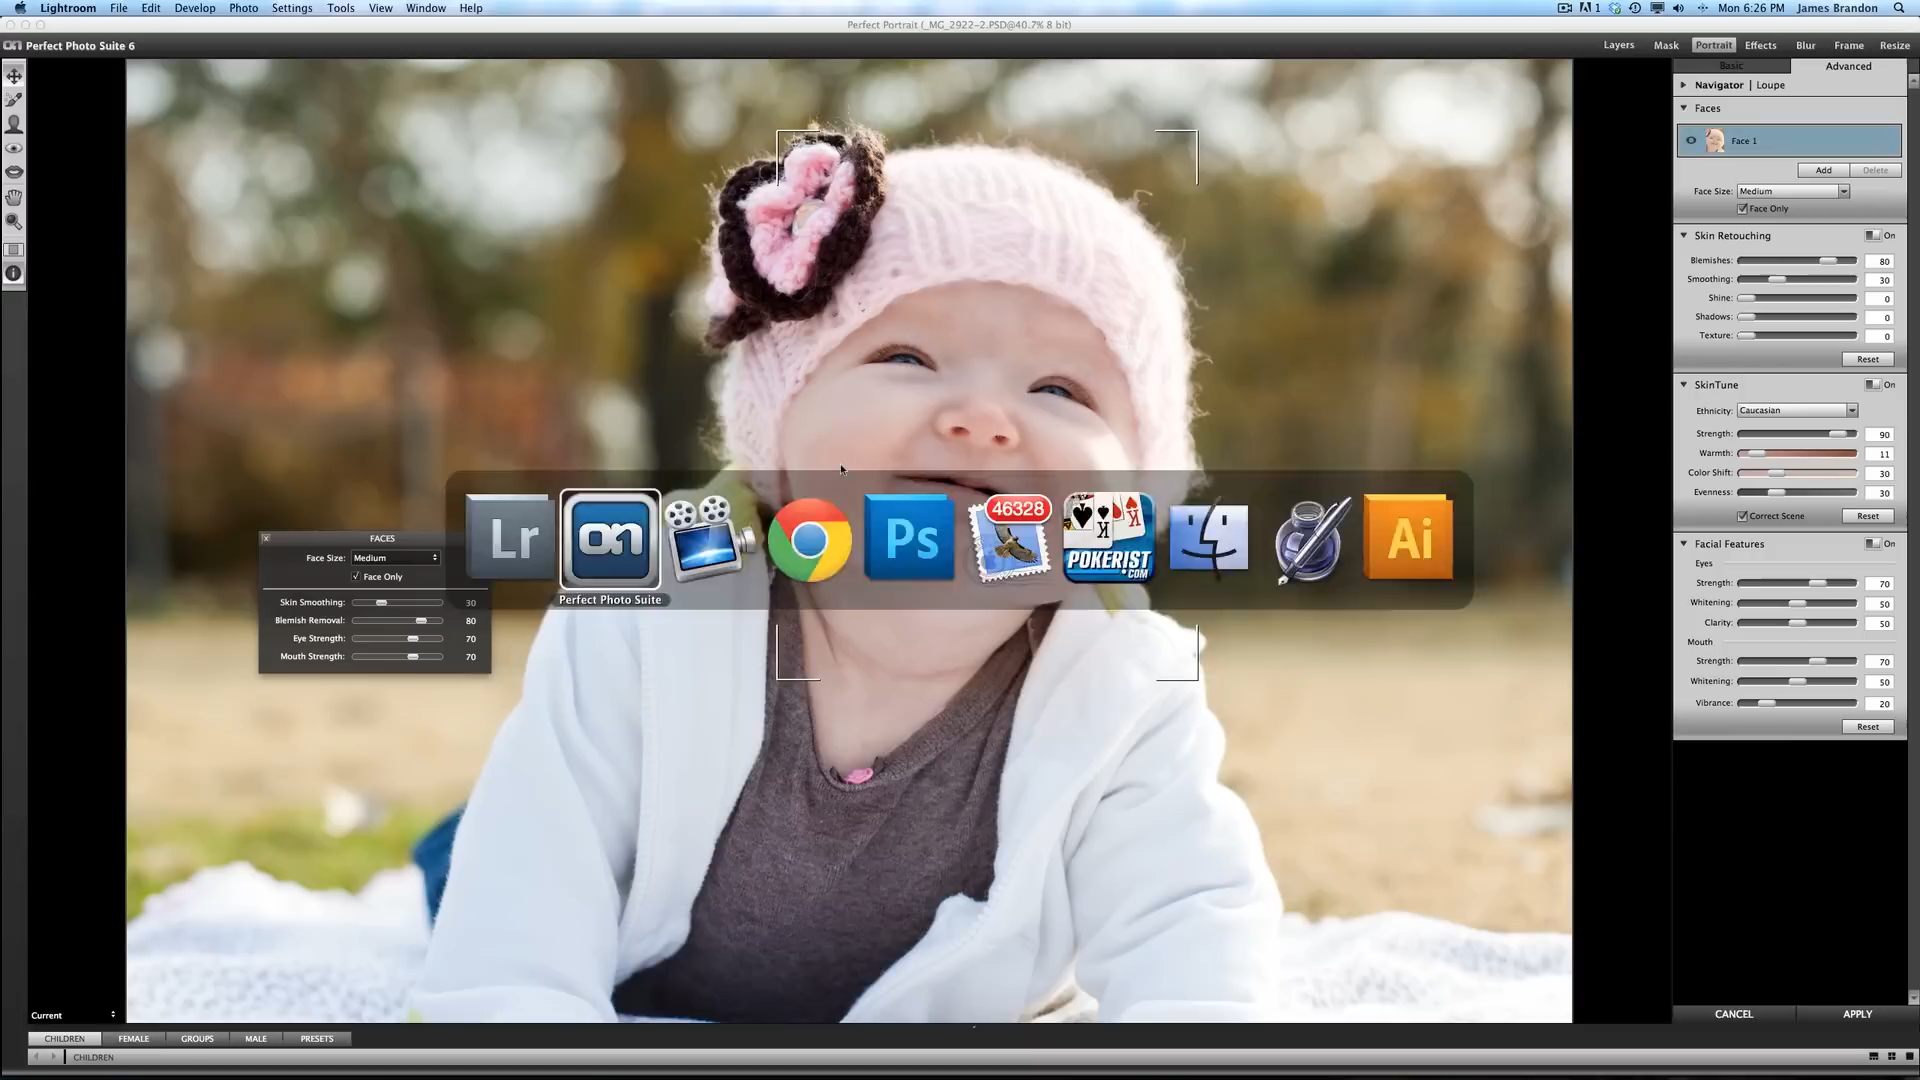 Lightroom File Edit Develop Photo Settings Tools View Window Help 1 Mon 6:26 PM James Brandon
Perfect Portrait (_MG_2922-2.PSD@40.7% 8 bit)
on Perfect Photo Suite 6 Layers Mask Portrait Effects Blur Frame Resize
Basic Advanced
Navigator | Loupe
Faces
Face 1
Add Delete
Face Size: Medium
Face Only
Skin Retouching On
Blemishes: 80
Smoothing: 30
Shine: 0
Shadows: 0
Texture: 0
Reset
SkinTune On
Ethnicity: Caucasian
Strength: 90
Warmth: 11
Color Shift: 30
Evenness: 30
Correct Scene Reset
Facial Features On
Eyes
Strength: 70
Whitening: 50
Clarity: 50
Mouth
Strength: 70
Whitening: 50
Vibrance: 20
Reset
CANCEL APPLY
Lr on Ps 46328 K K POKERIST.COM Ai
Perfect Photo Suite
FACES
Face Size: Medium
Face Only
Skin Smoothing: 30
Blemish Removal: 80
Eye Strength: 70
Mouth Strength: 70
Current
CHILDREN FEMALE GROUPS MALE PRESETS
CHILDREN